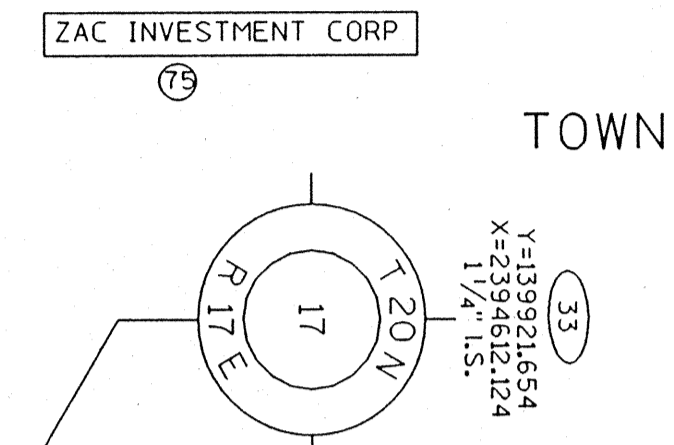 ZAC INVESTMENT CORP
75
TOWN
T 20 N
17
R 17 E
33
Y=139921.654
X=2394612.124
1 1/4" I.S.